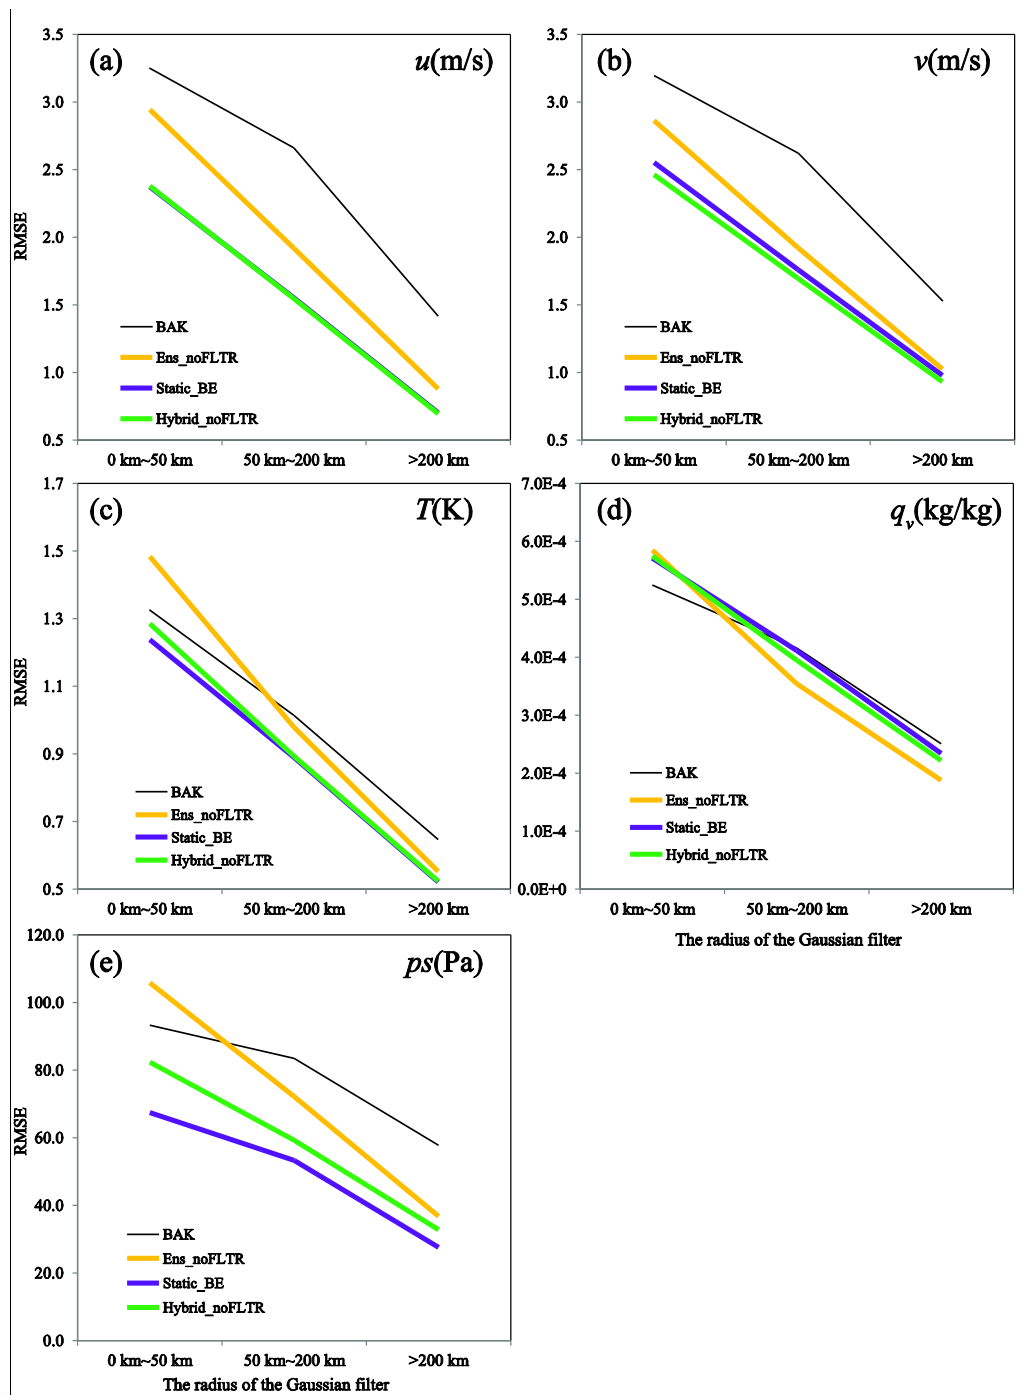 (a) u(m/s)
3.5
3.0
2.5
2.0
1.5
1.0
0.5
RMSE
BAK
Ens_noFLTR
Static_BE
Hybrid_noFLTR
0 km~50 km 50 km~200 km >200 km
(b) v(m/s)
3.5
3.0
2.5
2.0
1.5
1.0
0.5
BAK
Ens_noFLTR
Static_BE
Hybrid_noFLTR
0 km~50 km 50 km~200 km >200 km
(c) T(K)
1.7
1.5
1.3
1.1
0.9
0.7
0.5
RMSE
BAK
Ens_noFLTR
Static_BE
Hybrid_noFLTR
0 km~50 km 50 km~200 km >200 km
(d) qv(kg/kg)
7.0E-4
6.0E-4
5.0E-4
4.0E-4
3.0E-4
2.0E-4
1.0E-4
0.0E+0
BAK
Ens_noFLTR
Static_BE
Hybrid_noFLTR
0 km~50 km 50 km~200 km >200 km
The radius of the Gaussian filter
(e) ps(Pa)
120.0
100.0
80.0
60.0
40.0
20.0
0.0
RMSE
BAK
Ens_noFLTR
Static_BE
Hybrid_noFLTR
0 km~50 km 50 km~200 km >200 km
The radius of the Gaussian filter